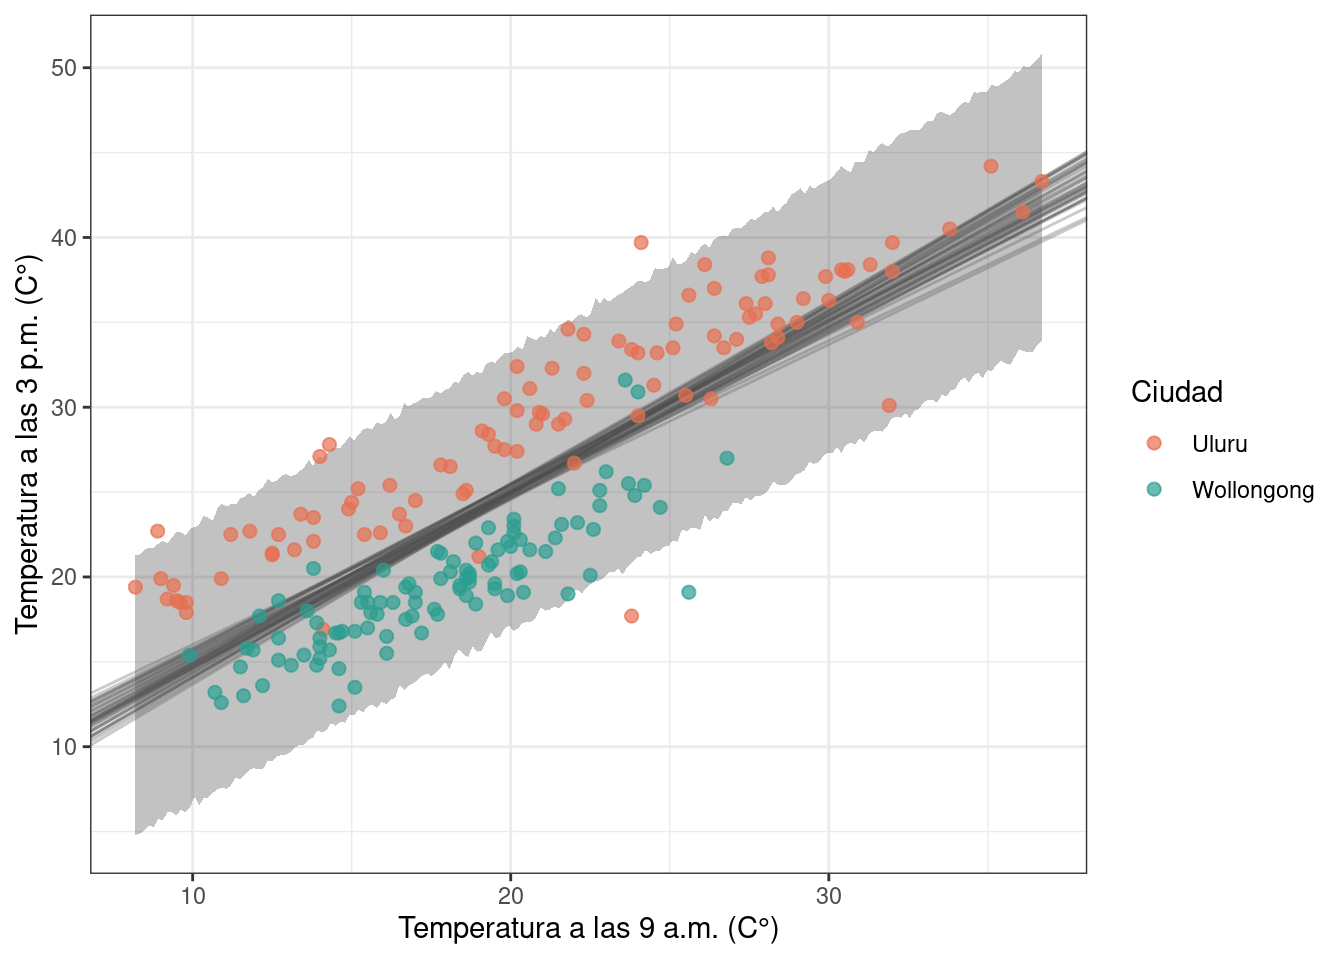 50
40
30
20
10
Temperatura a las 3 p.m. (C°)
10 20 30
Temperatura a las 9 a.m. (C°)
Ciudad
Uluru
Wollongong